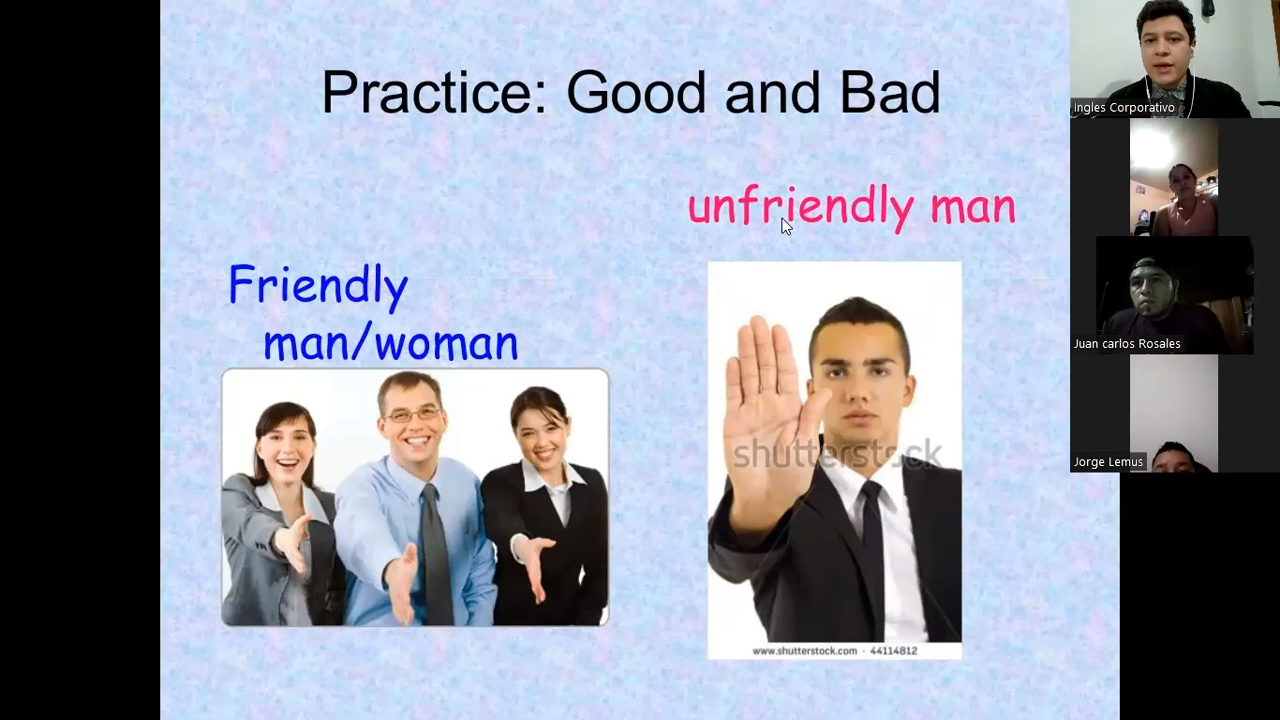 Practice: Good and Bad
unfriendly man
Friendly
man/woman
shutterstock
www.shutterstock.com · 44114812
Ingles Corporativo
Juan carlos Rosales
Jorge Lemus